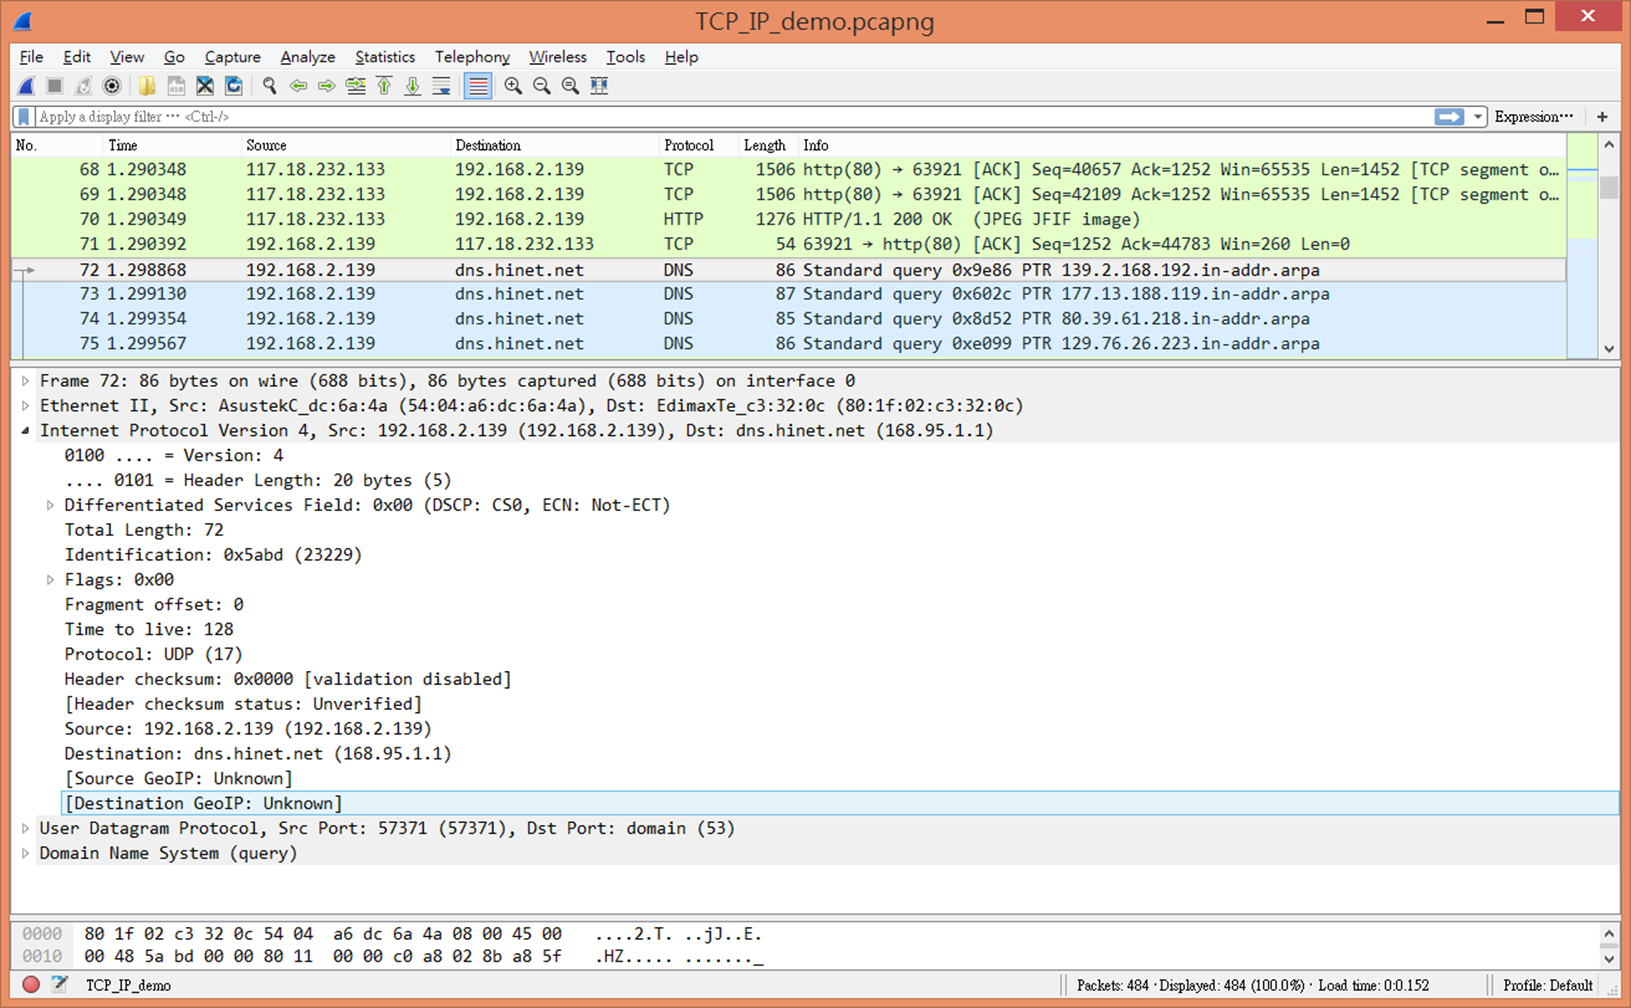 TCP_IP_demo.pcapng
File Edit View Go Capture Analyze Statistics Telephony Wireless Tools Help
Apply a display filter ··· <Ctrl-/> Expression··· +
No. Time Source Destination Protocol Length Info
68 1.290348 117.18.232.133 192.168.2.139 TCP 1506 http(80) → 63921 [ACK] Seq=40657 Ack=1252 Win=65535 Len=1452 [TCP segment o…
69 1.290349 117.18.232.133 192.168.2.139 TCP 1506 http(80) → 63921 [ACK] Seq=42109 Ack=1252 Win=65535 Len=1452 [TCP segment o…
70 1.290349 117.18.232.133 192.168.2.139 HTTP 1276 HTTP/1.1 200 OK  (JPEG JFIF image)
71 1.290392 192.168.2.139 117.18.232.133 TCP 54 63921 → http(80) [ACK] Seq=1252 Ack=44783 Win=260 Len=0
72 1.298868 192.168.2.139 dns.hinet.net DNS 86 Standard query 0x9e86 PTR 139.2.168.192.in-addr.arpa
73 1.299130 192.168.2.139 dns.hinet.net DNS 87 Standard query 0x602c PTR 177.13.188.119.in-addr.arpa
74 1.299354 192.168.2.139 dns.hinet.net DNS 85 Standard query 0x8d52 PTR 80.39.61.218.in-addr.arpa
75 1.299567 192.168.2.139 dns.hinet.net DNS 86 Standard query 0xe099 PTR 129.76.26.223.in-addr.arpa
Frame 72: 86 bytes on wire (688 bits), 86 bytes captured (688 bits) on interface 0
Ethernet II, Src: AsustekC_dc:6a:4a (54:04:a6:dc:6a:4a), Dst: EdimaxTe_c3:32:0c (80:1f:02:c3:32:0c)
Internet Protocol Version 4, Src: 192.168.2.139 (192.168.2.139), Dst: dns.hinet.net (168.95.1.1)
0100 .... = Version: 4
.... 0101 = Header Length: 20 bytes (5)
Differentiated Services Field: 0x00 (DSCP: CS0, ECN: Not-ECT)
Total Length: 72
Identification: 0x5abd (23229)
Flags: 0x00
Fragment offset: 0
Time to live: 128
Protocol: UDP (17)
Header checksum: 0x0000 [validation disabled]
[Header checksum status: Unverified]
Source: 192.168.2.139 (192.168.2.139)
Destination: dns.hinet.net (168.95.1.1)
[Source GeoIP: Unknown]
[Destination GeoIP: Unknown]
User Datagram Protocol, Src Port: 57371 (57371), Dst Port: domain (53)
Domain Name System (query)
0000 80 1f 02 c3 32 0c 54 04  a6 dc 6a 4a 08 00 45 00 ....2.T. ..jJ..E.
0010 00 48 5a bd 00 00 80 11  00 00 c0 a8 02 8b a8 5f .HZ..... ......._
TCP_IP_demo Packets: 484 · Displayed: 484 (100.0%) · Load time: 0:0.152 Profile: Default